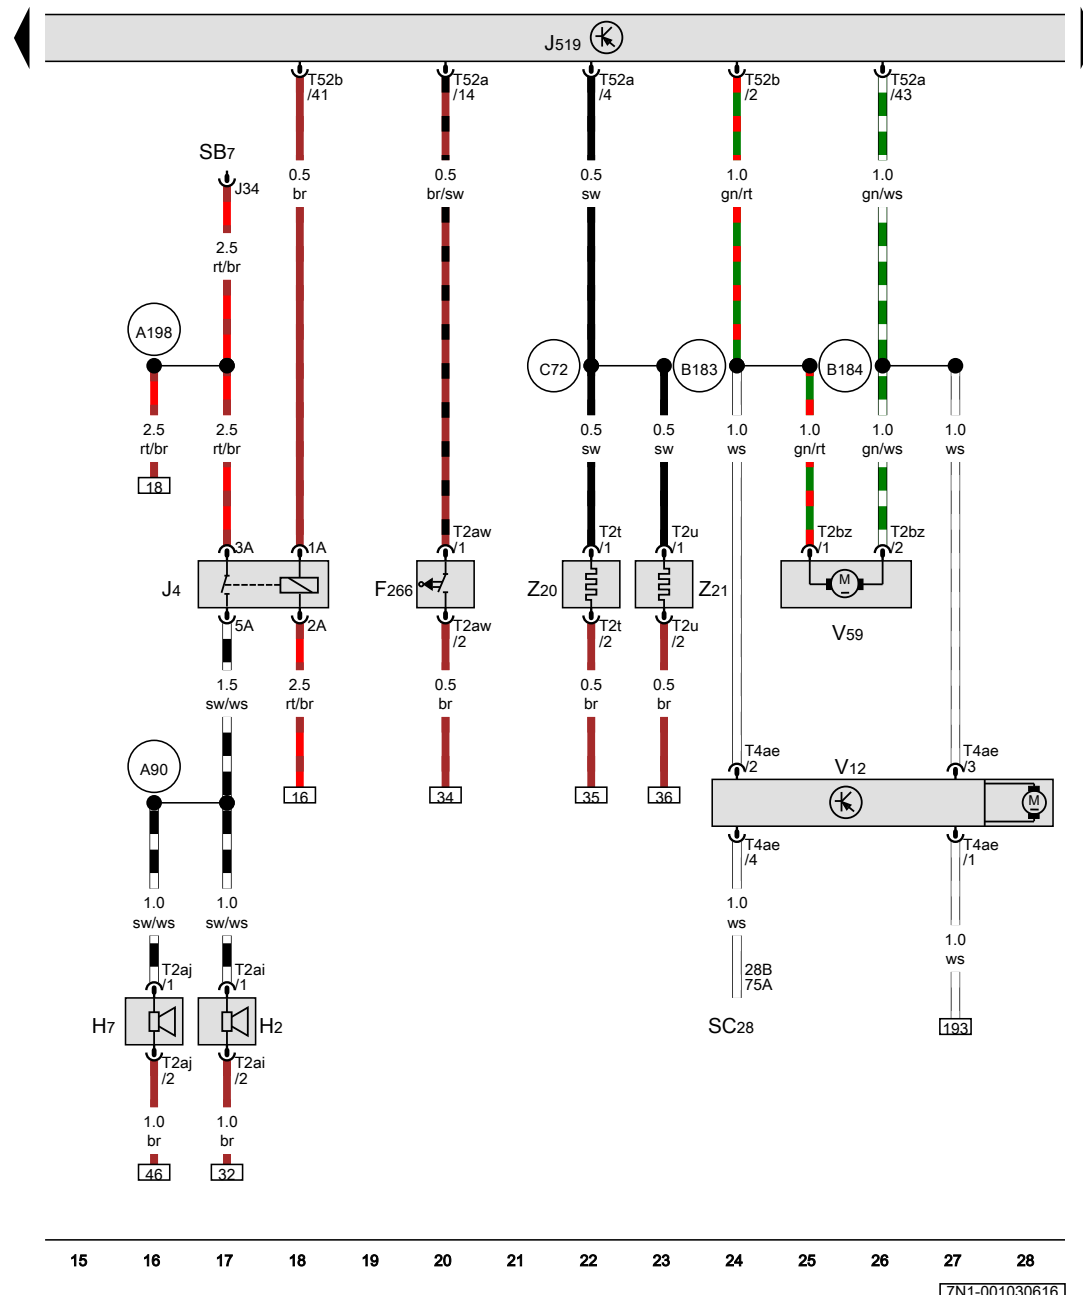 J519
T52b
/41
T52a
/14
T52a
/4
T52b
/2
T52a
/43
SB7
J34
0.5
br
0.5
br/sw
0.5
sw
1.0
gn/rt
1.0
gn/ws
2.5
rt/br
A198
C72
B183
B184
2.5
rt/br
2.5
rt/br
0.5
sw
0.5
sw
1.0
ws
1.0
gn/rt
1.0
gn/ws
1.0
ws
18
3A
1A
T2aw
/1
T2t
/1
T2u
/1
T2bz
/1
T2bz
/2
J4
F266
Z20
Z21
M
V59
5A
2A
T2aw
/2
T2t
/2
T2u
/2
1.5
sw/ws
2.5
rt/br
0.5
br
0.5
br
0.5
br
A90
16
34
35
36
T4ae
/2
V12
T4ae
/3
M
T4ae
/4
T4ae
/1
1.0
sw/ws
1.0
sw/ws
1.0
ws
1.0
ws
T2aj
/1
T2ai
/1
28B
75A
H7
H2
SC28
193
T2aj
/2
T2ai
/2
1.0
br
1.0
br
46
32
15 16 17 18 19 20 21 22 23 24 25 26 27 28
7N1-001030616